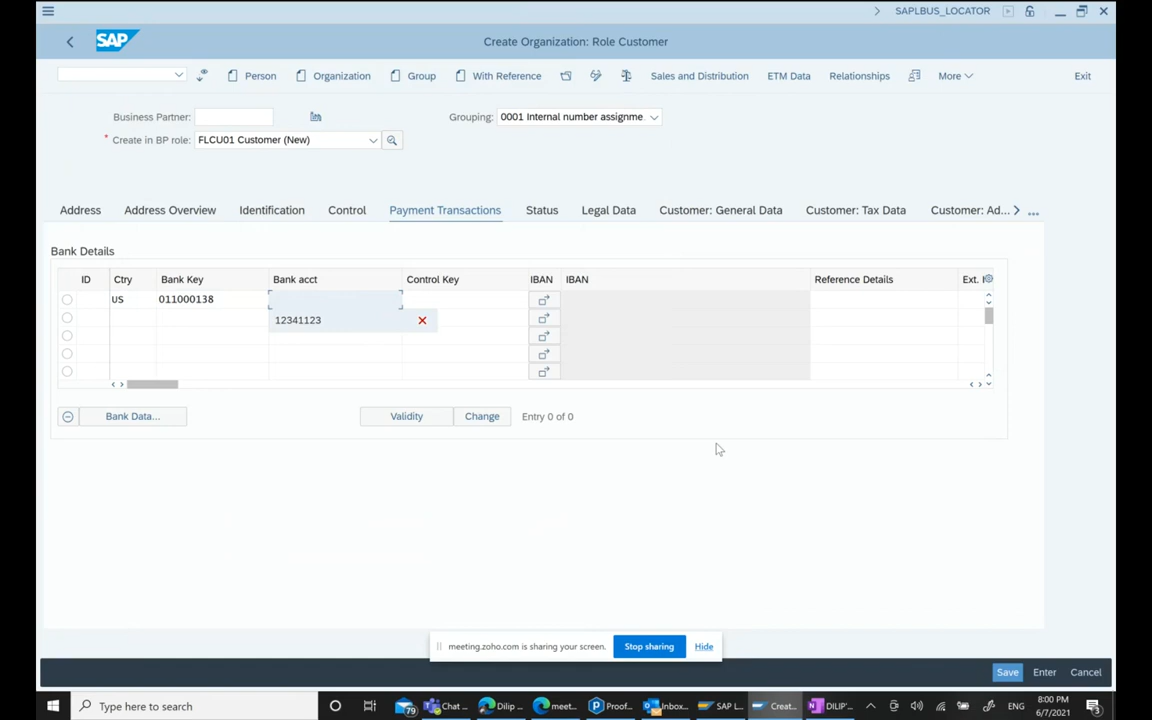 SAPLBUS_LOCATOR
SAP
Create Organization: Role Customer
Person
Organization
Group
With Reference
Sales and Distribution
ETM Data
Relationships
More
Exit
Business Partner:
Grouping: 0001 Internal number assignme.
* Create in BP role: FLCU01 Customer (New)
Address
Address Overview
Identification
Control
Payment Transactions
Status
Legal Data
Customer: General Data
Customer: Tax Data
Customer: Ad...
Bank Details
ID Ctry Bank Key Bank acct Control Key IBAN IBAN Reference Details Ext.
US 011000138
12341123
Bank Data...
Validity
Change
Entry 0 of 0
meeting.zoho.com is sharing your screen.
Stop sharing
Hide
Save
Enter
Cancel
Type here to search
79
Chat ...
Dilip ...
meet...
Proof...
Inbox...
SAP L...
Creat...
DILIP'...
ENG
8:00 PM
6/7/2021
3